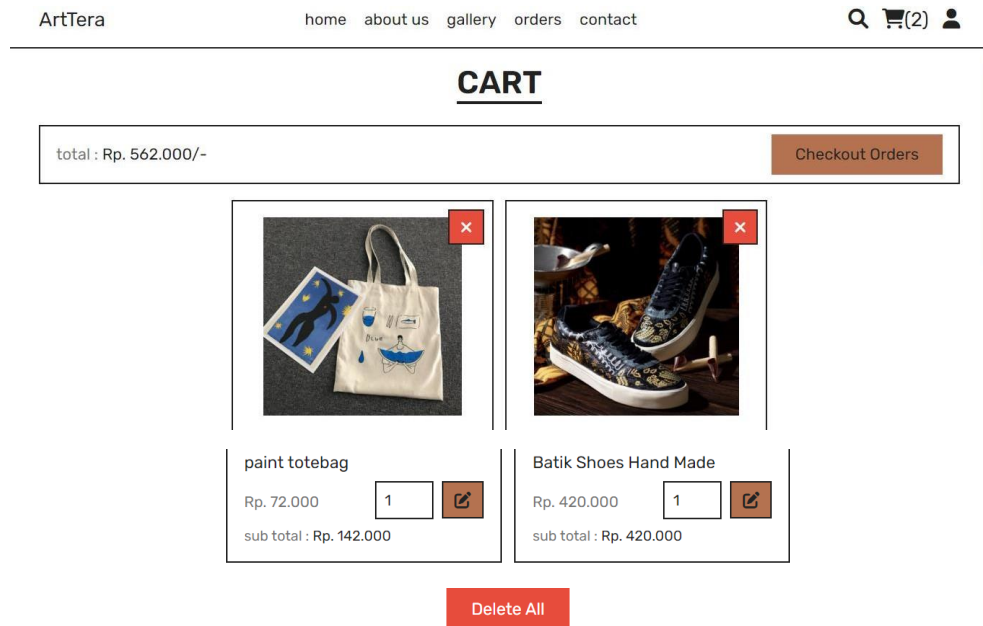 ArtTera home about us gallery orders contact (2)
CART
total : Rp. 562.000/- Checkout Orders
Blue
paint totebag
Rp. 72.000 1
sub total : Rp. 142.000
Batik Shoes Hand Made
Rp. 420.000 1
sub total : Rp. 420.000
Delete All